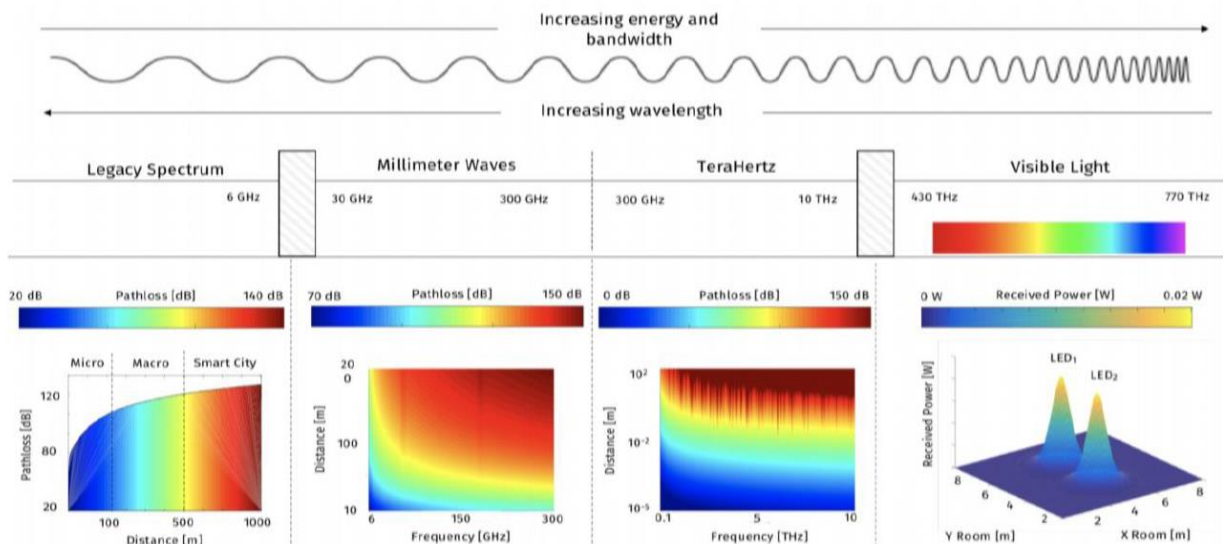 Increasing energy and
bandwidth
Increasing wavelength
Legacy Spectrum
Millimeter Waves
TeraHertz
Visible Light
6 GHz
30 GHz
300 GHz
300 GHz
10 THz
430 THz
770 THz
20 dB
Pathloss [dB]
140 dB
70 dB
Pathloss [dB]
150 dB
0 dB
Pathloss [dB]
150 dB
0 W
Received Power [W]
0.02 W
Micro
Macro
Smart City
Pathloss [dB]
120
80
20
100
500
1000
Distance [m]
Distance [m]
20
0
100
10
6
150
300
Frequency [GHz]
Distance [m]
10²
10⁻²
10⁻⁵
0.1
5
10
Frequency [THz]
Received Power [W]
LED₁
LED₂
8
6
4
2
Y Room [m]
2
4
6
8
X Room [m]